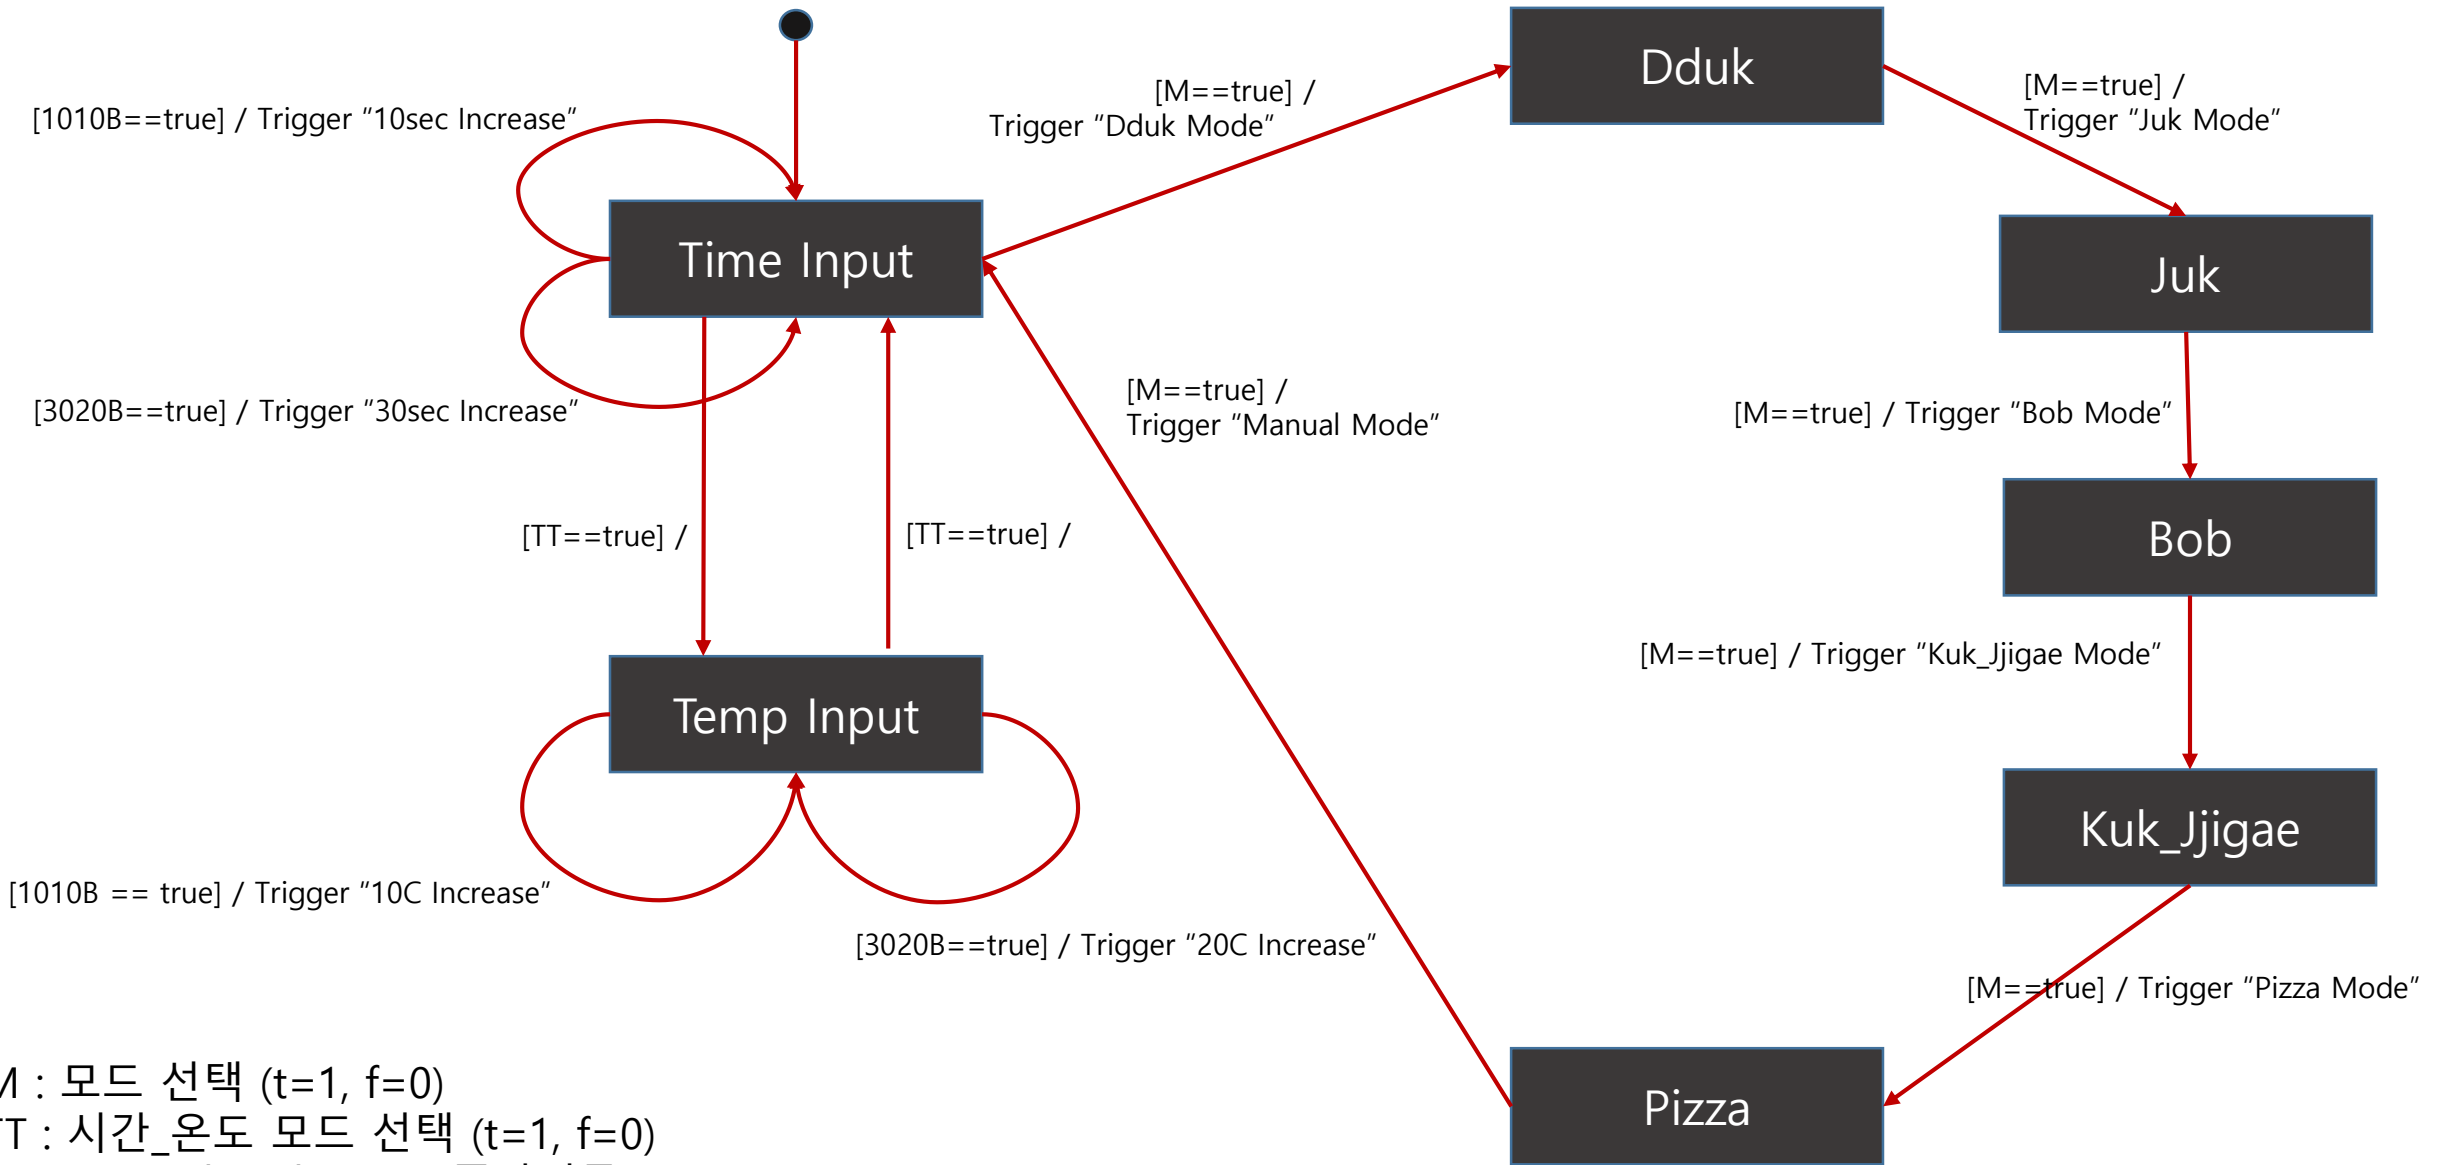 [1010B==true] / Trigger “10sec Increase”
[M==true] /
Trigger “Dduk Mode”
Dduk
[M==true] /
Trigger “Juk Mode”
Time Input
Juk
[3020B==true] / Trigger “30sec Increase”
[M==true] /
Trigger “Manual Mode”
[M==true] / Trigger “Bob Mode”
[TT==true] /
[TT==true] /
Bob
[M==true] / Trigger “Kuk_Jjigae Mode”
Temp Input
Kuk_Jjigae
[1010B == true] / Trigger “10C Increase”
[3020B==true] / Trigger “20C Increase”
[M==true] / Trigger “Pizza Mode”
Pizza
M : 모드 선택 (t=1, f=0)
TT : 시간_온도 모드 선택 (t=1, f=0)